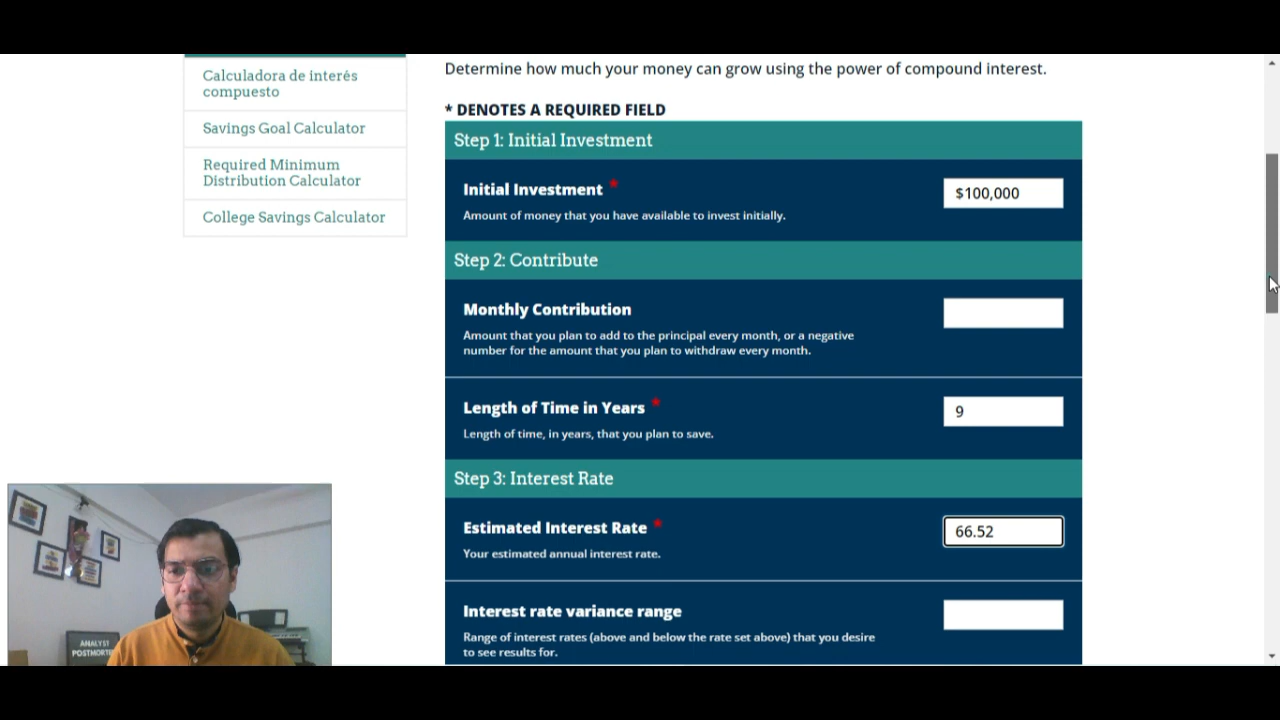 Calculadora de interés
compuesto
Savings Goal Calculator
Required Minimum
Distribution Calculator
College Savings Calculator
Determine how much your money can grow using the power of compound interest.
* DENOTES A REQUIRED FIELD
Step 1: Initial Investment
Initial Investment *
$100,000
Amount of money that you have available to invest initially.
Step 2: Contribute
Monthly Contribution
Amount that you plan to add to the principal every month, or a negative
number for the amount that you plan to withdraw every month.
Length of Time in Years *
9
Length of time, in years, that you plan to save.
Step 3: Interest Rate
Estimated Interest Rate *
66.52
Your estimated annual interest rate.
Interest rate variance range
Range of interest rates (above and below the rate set above) that you desire
to see results for.
ANALYST